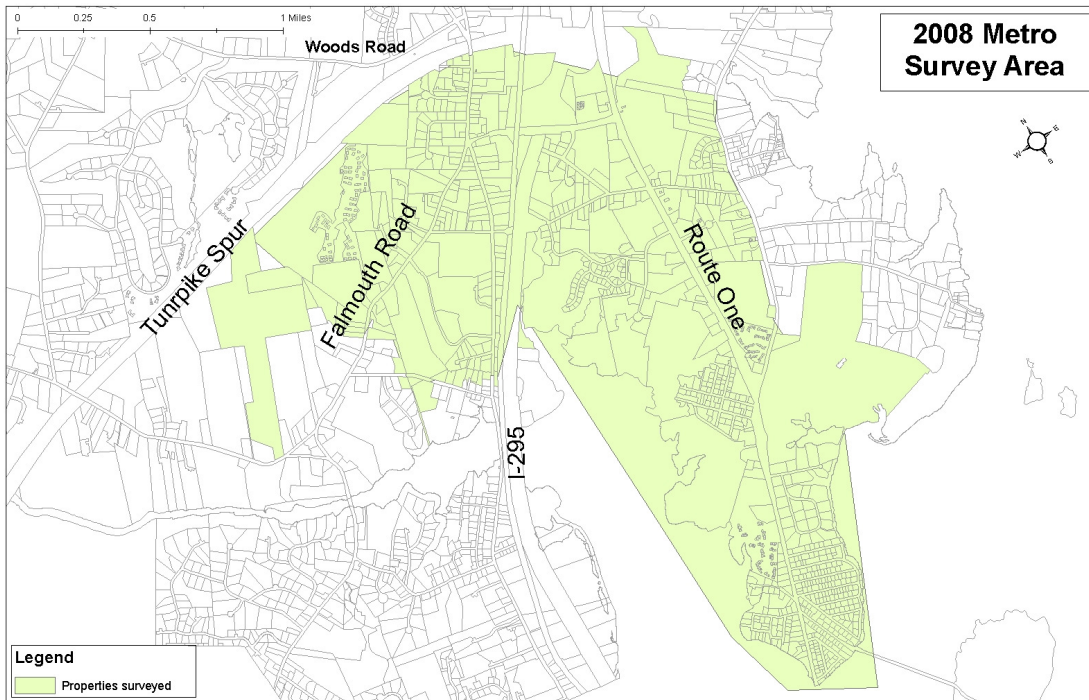 0 0.25 0.5 1 Miles
Woods Road
2008 Metro
Survey Area
N
E
W
S
Tunrpike Spur
Falmouth Road
Route One
I-295
Legend
Properties surveyed